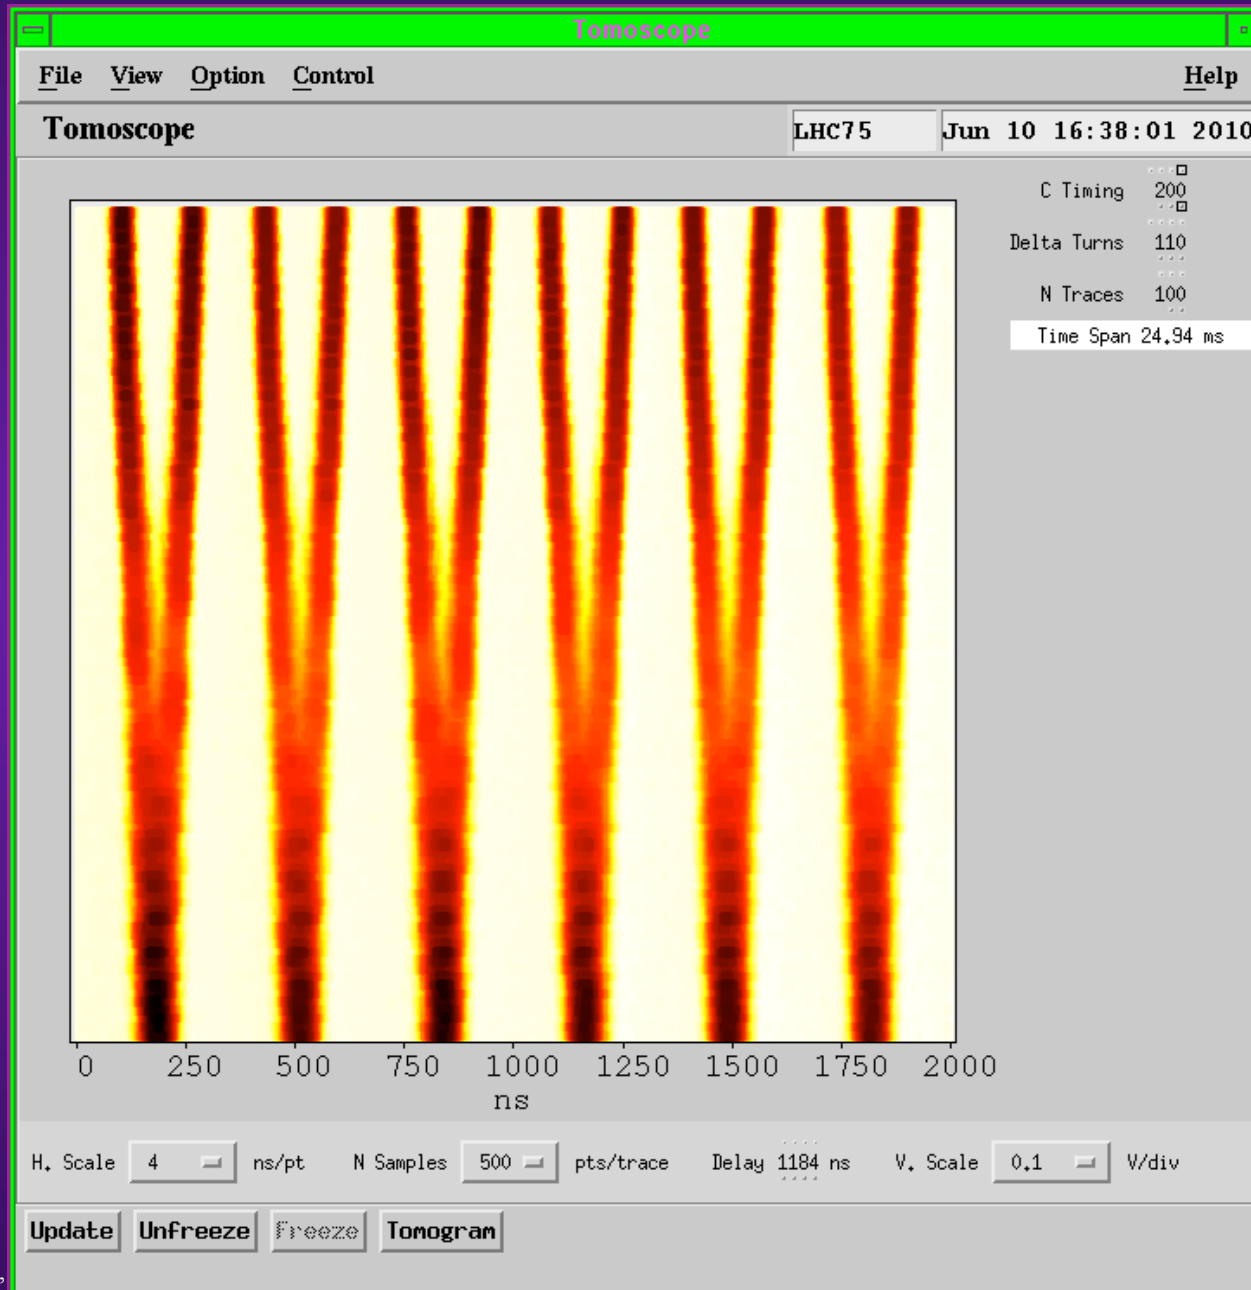 Tomoscope
File View Option Control Help
Tomoscope LHC75 Jun 10 16:38:01 2010
C Timing 200
Delta Turns 110
N Traces 100
Time Span 24.94 ms
0 250 500 750 1000 1250 1500 1750 2000
ns
H. Scale 4 ns/pt N Samples 500 pts/trace Delay 1184 ns V. Scale 0.1 V/div
Update Unfreeze Freeze Tomogram